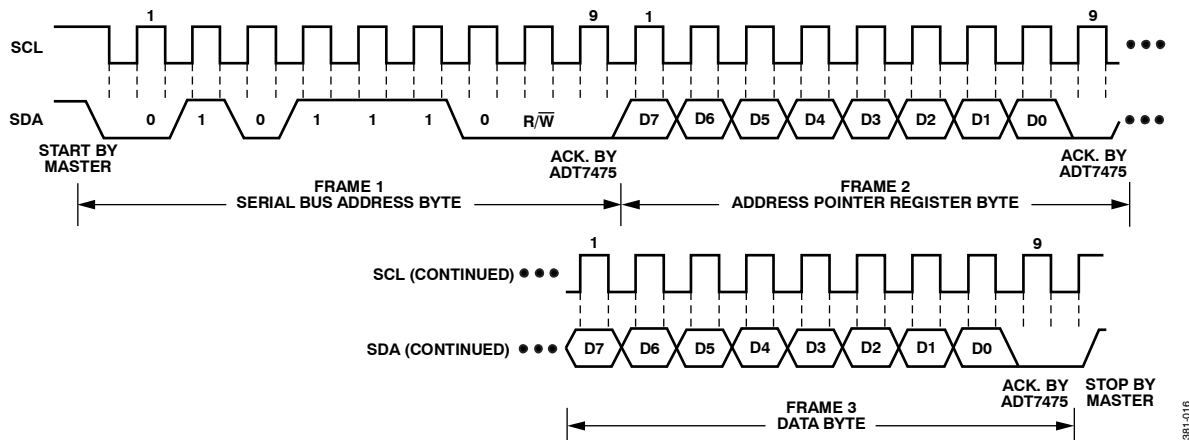 1 9 1 9
SCL
SDA 0 1 0 1 1 1 0 R/W̅ D7 D6 D5 D4 D3 D2 D1 D0
START BY
MASTER
ACK. BY
ADT7475
ACK. BY
ADT7475
FRAME 1
SERIAL BUS ADDRESS BYTE
FRAME 2
ADDRESS POINTER REGISTER BYTE
1 9
SCL (CONTINUED)
SDA (CONTINUED) D7 D6 D5 D4 D3 D2 D1 D0
ACK. BY
ADT7475
STOP BY
MASTER
FRAME 3
DATA BYTE
381-016